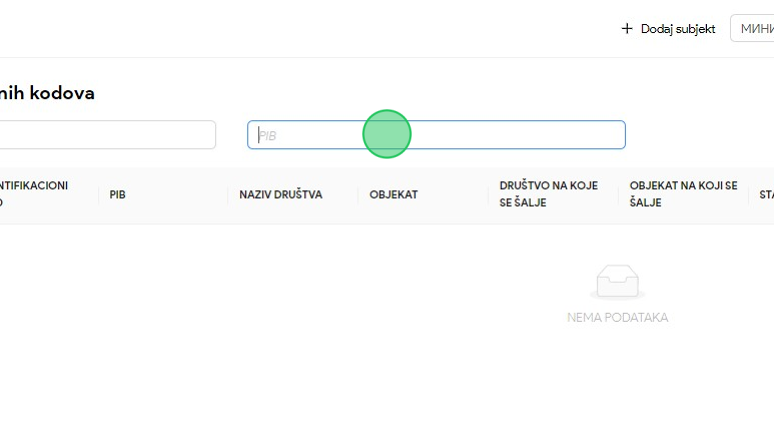 + Dodaj subjekt
МИНИ
nih kodova
PIB
NTIFIKACIONI
PIB
NAZIV DRUŠTVA
OBJEKAT
DRUŠTVO NA KOJE
SE ŠALJE
OBJEKAT NA KOJI SE
ŠALJE
STA
NEMA PODATAKA